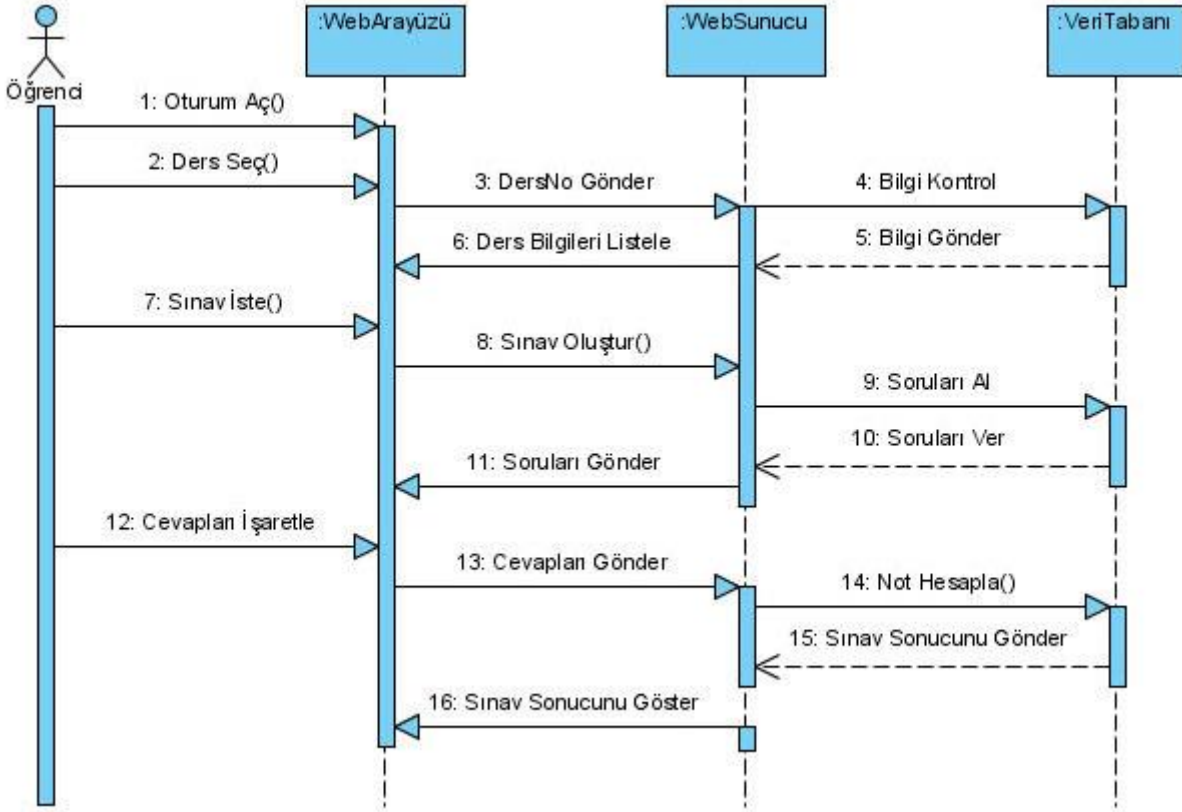 :WebArayüzü
:WebSunucu
:VeriTabanı
Öğrenci
1: Oturum Aç()
2: Ders Seç()
3: DersNo Gönder
4: Bilgi Kontrol
5: Bilgi Gönder
6: Ders Bilgileri Listele
7: Sınav İste()
8: Sınav Oluştur()
9: Soruları Al
10: Soruları Ver
11: Soruları Gönder
12: Cevapları İşaretle
13: Cevapları Gönder
14: Not Hesapla()
15: Sınav Sonucunu Gönder
16: Sınav Sonucunu Göster